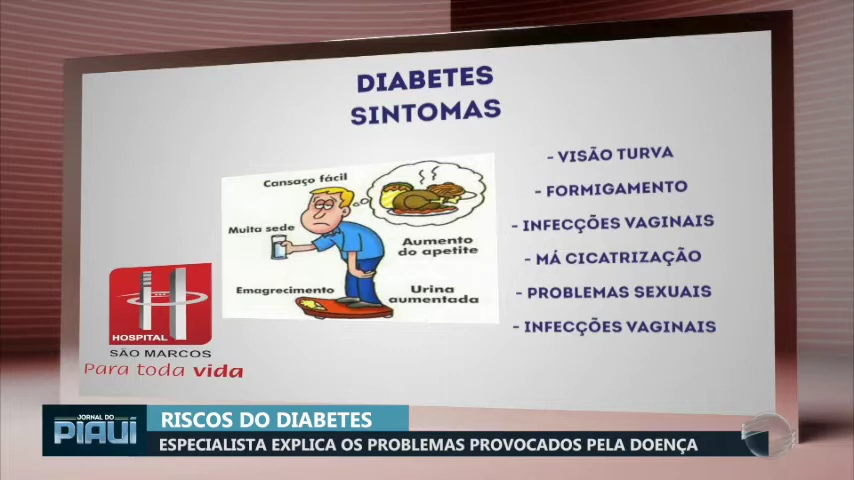 DIABETES
SINTOMAS
Cansaço fácil
Muita sede
Aumento
do apetite
Emagrecimento
Urina
aumentada
- VISÃO TURVA
- FORMIGAMENTO
- INFECÇÕES VAGINAIS
- MÁ CICATRIZAÇÃO
- PROBLEMAS SEXUAIS
- INFECÇÕES VAGINAIS
HOSPITAL
SÃO MARCOS
Para toda vida
JORNAL DO
PIAUÍ
RISCOS DO DIABETES
ESPECIALISTA EXPLICA OS PROBLEMAS PROVOCADOS PELA DOENÇA